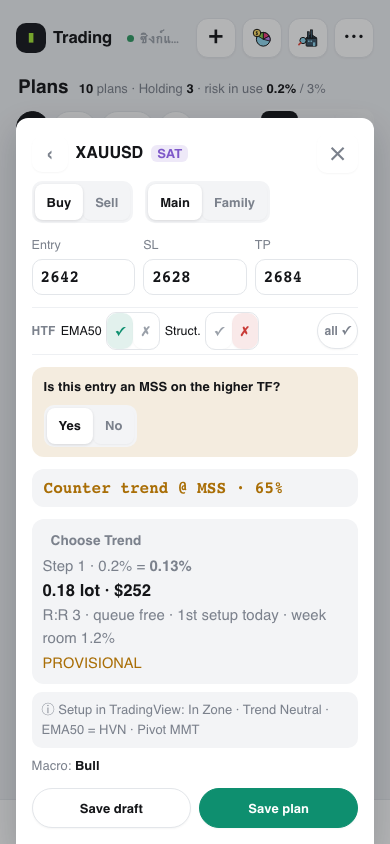 Trading
Plans 10 plans · Holding 3 · risk in use 0.2% / 3%
XAUUSD SAT
Buy Sell Main Family
Entry SL TP
2642 2628 2684
HTF EMA50 ✓ ✗ Struct. ✓ ✗ all ✓
Is this entry an MSS on the higher TF?
Yes No
Counter trend @ MSS · 65%
Choose Trend
Step 1 · 0.2% = 0.13%
0.18 lot · $252
R:R 3 · queue free · 1st setup today · week
room 1.2%
PROVISIONAL
ⓘ Setup in TradingView: In Zone · Trend Neutral ·
EMA50 = HVN · Pivot MMT
Macro: Bull
Save draft Save plan